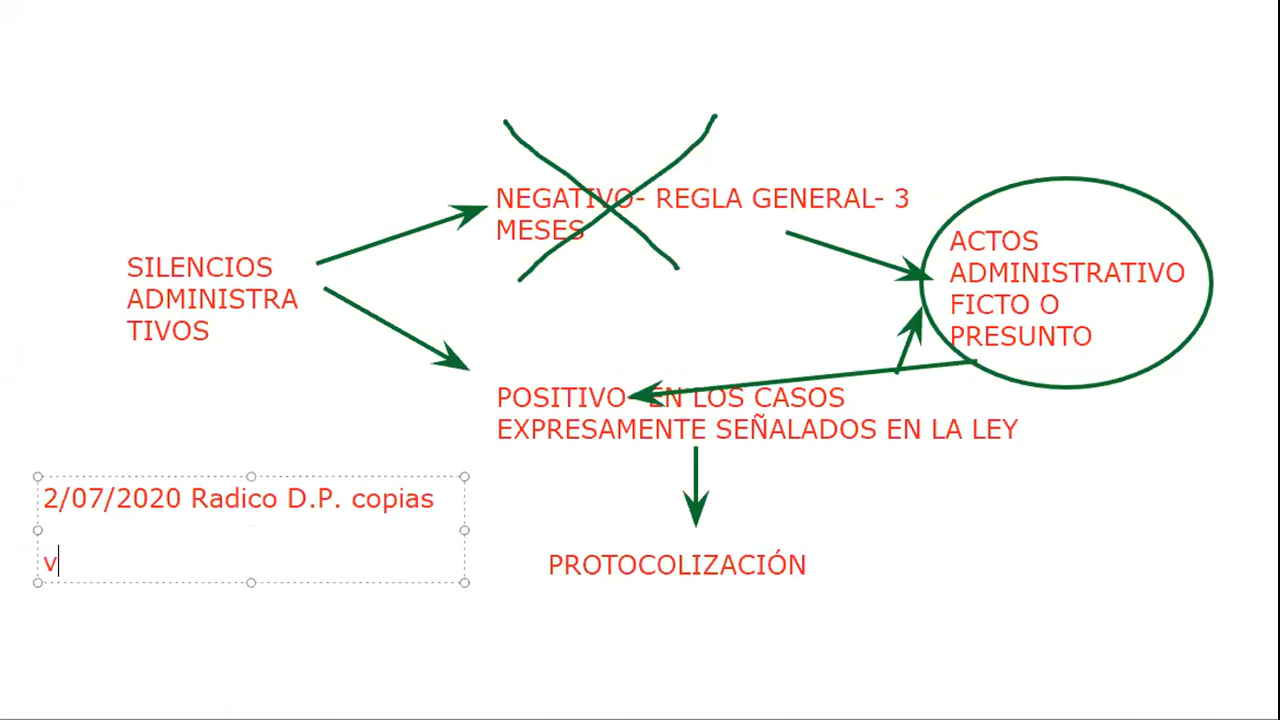 NEGATIVO- REGLA GENERAL- 3
MESES
SILENCIOS
ADMINISTRA
TIVOS
ACTOS
ADMINISTRATIVO
FICTO O
PRESUNTO
POSITIVO- EN LOS CASOS
EXPRESAMENTE SEÑALADOS EN LA LEY
2/07/2020 Radico D.P. copias
v
PROTOCOLIZACIÓN